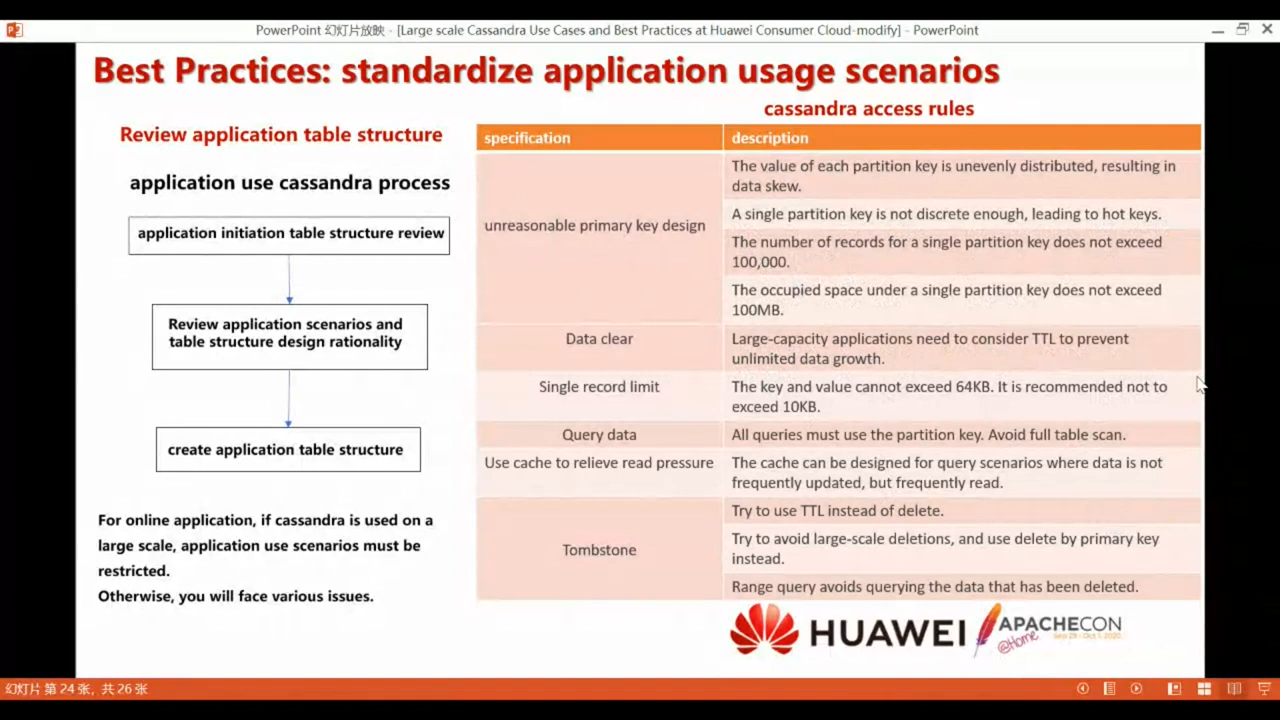 PowerPoint 幻灯片放映 - [Large scale Cassandra Use Cases and Best Practices at Huawei Consumer Cloud-modify] - PowerPoint
Best Practices: standardize application usage scenarios
cassandra access rules
Review application table structure
application use cassandra process
application initiation table structure review
Review application scenarios and
table structure design rationality
create application table structure
For online application, if cassandra is used on a
large scale, application use scenarios must be
restricted.
Otherwise, you will face various issues.
specification
description
unreasonable primary key design
The value of each partition key is unevenly distributed, resulting in
data skew.
A single partition key is not discrete enough, leading to hot keys.
The number of records for a single partition key does not exceed
100,000.
The occupied space under a single partition key does not exceed
100MB.
Data clear
Large-capacity applications need to consider TTL to prevent
unlimited data growth.
Single record limit
The key and value cannot exceed 64KB. It is recommended not to
exceed 10KB.
Query data
All queries must use the partition key. Avoid full table scan.
Use cache to relieve read pressure
The cache can be designed for query scenarios where data is not
frequently updated, but frequently read.
Tombstone
Try to use TTL instead of delete.
Try to avoid large-scale deletions, and use delete by primary key
instead.
Range query avoids querying the data that has been deleted.
HUAWEI
APACHECON
@Home
Sep 29 - Oct 1, 2020
幻灯片 第 24 张，共 26 张